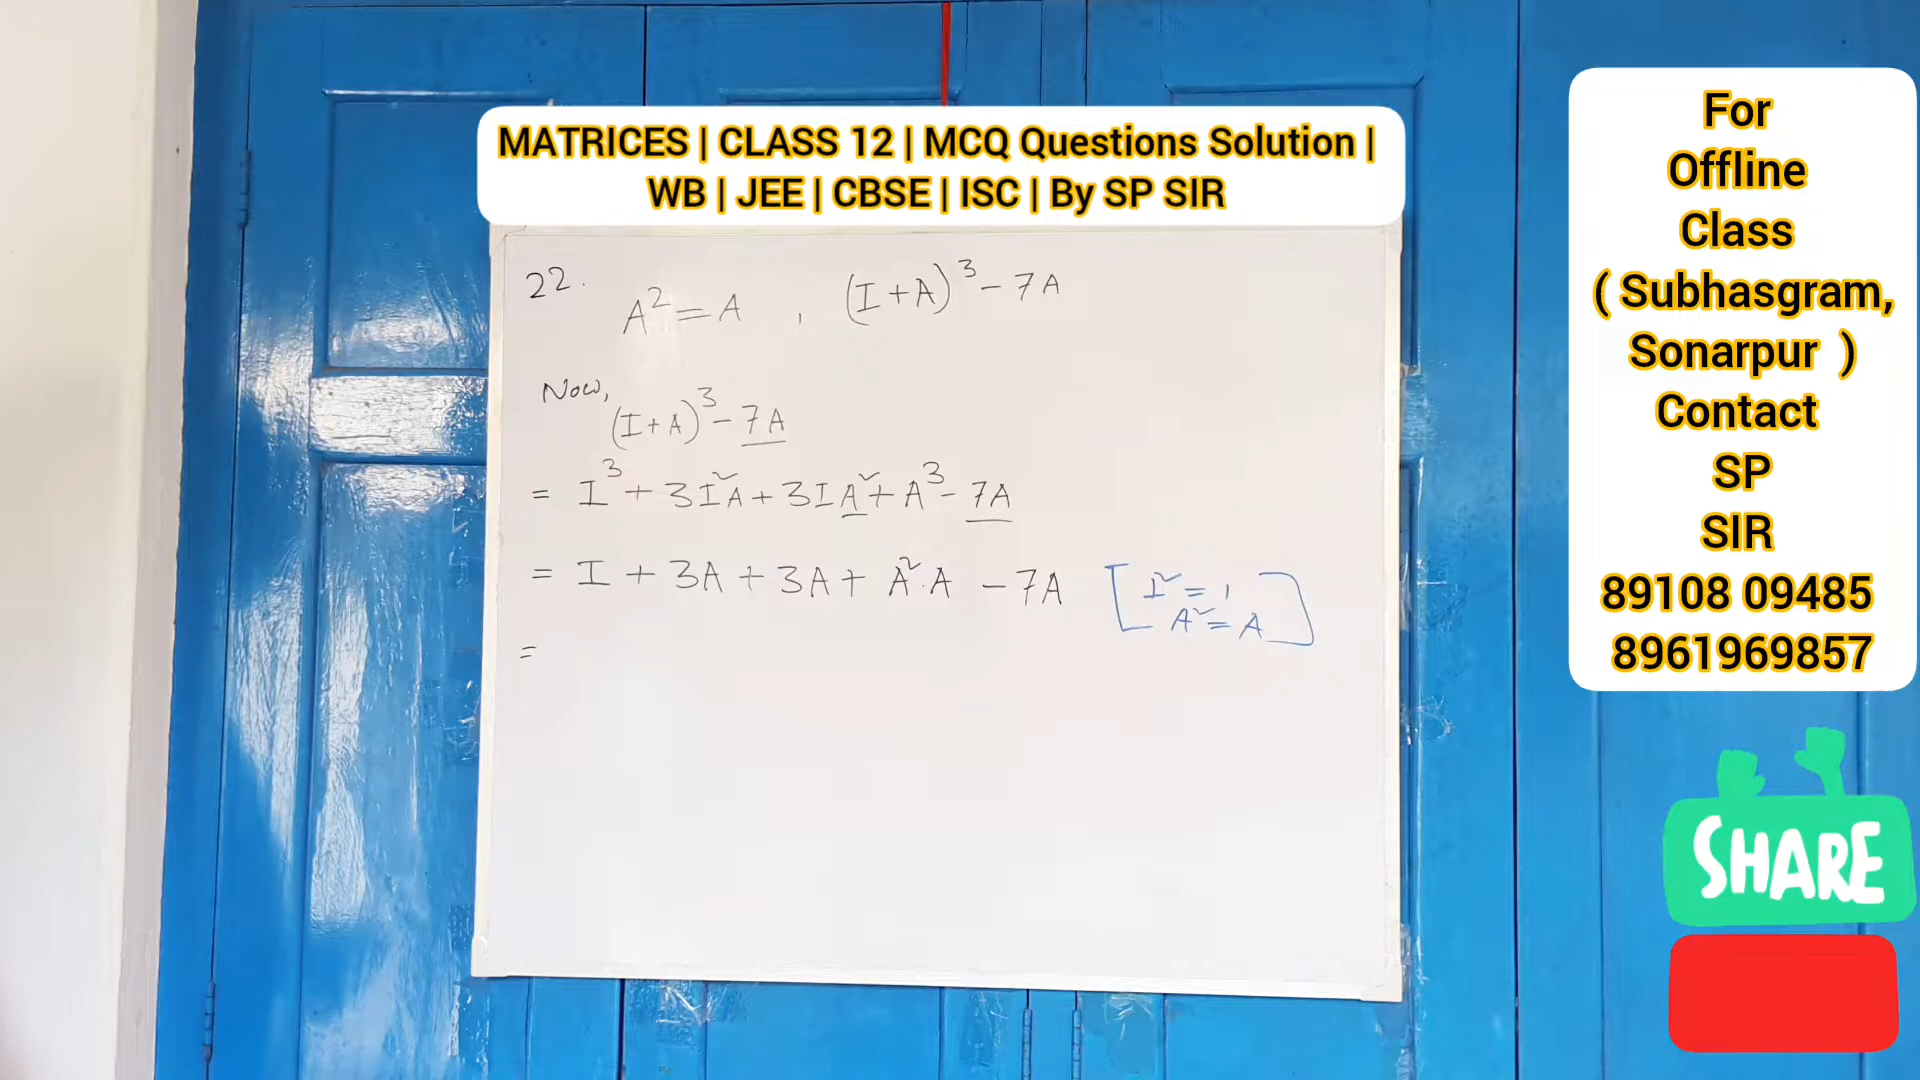 MATRICES | CLASS 12 | MCQ Questions Solution |
WB | JEE | CBSE | ISC | By SP SIR
22. A² = A , (I + A)³ - 7A
Now,
(I + A)³ - 7A
= I³ + 3I²A + 3IA² + A³ - 7A
= I + 3A + 3A + A².A - 7A [I² = 1
A² = A]
=
For
Offline
Class
( Subhasgram,
Sonarpur )
Contact
SP
SIR
89108 09485
8961969857
SHARE